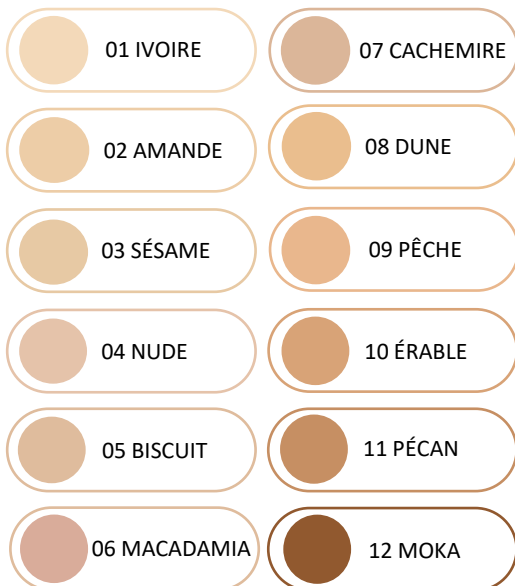 01 IVOIRE
02 AMANDE
03 SÉSAME
04 NUDE
05 BISCUIT
06 MACADAMIA
07 CACHEMIRE
08 DUNE
09 PÊCHE
10 ÉRABLE
11 PÉCAN
12 MOKA